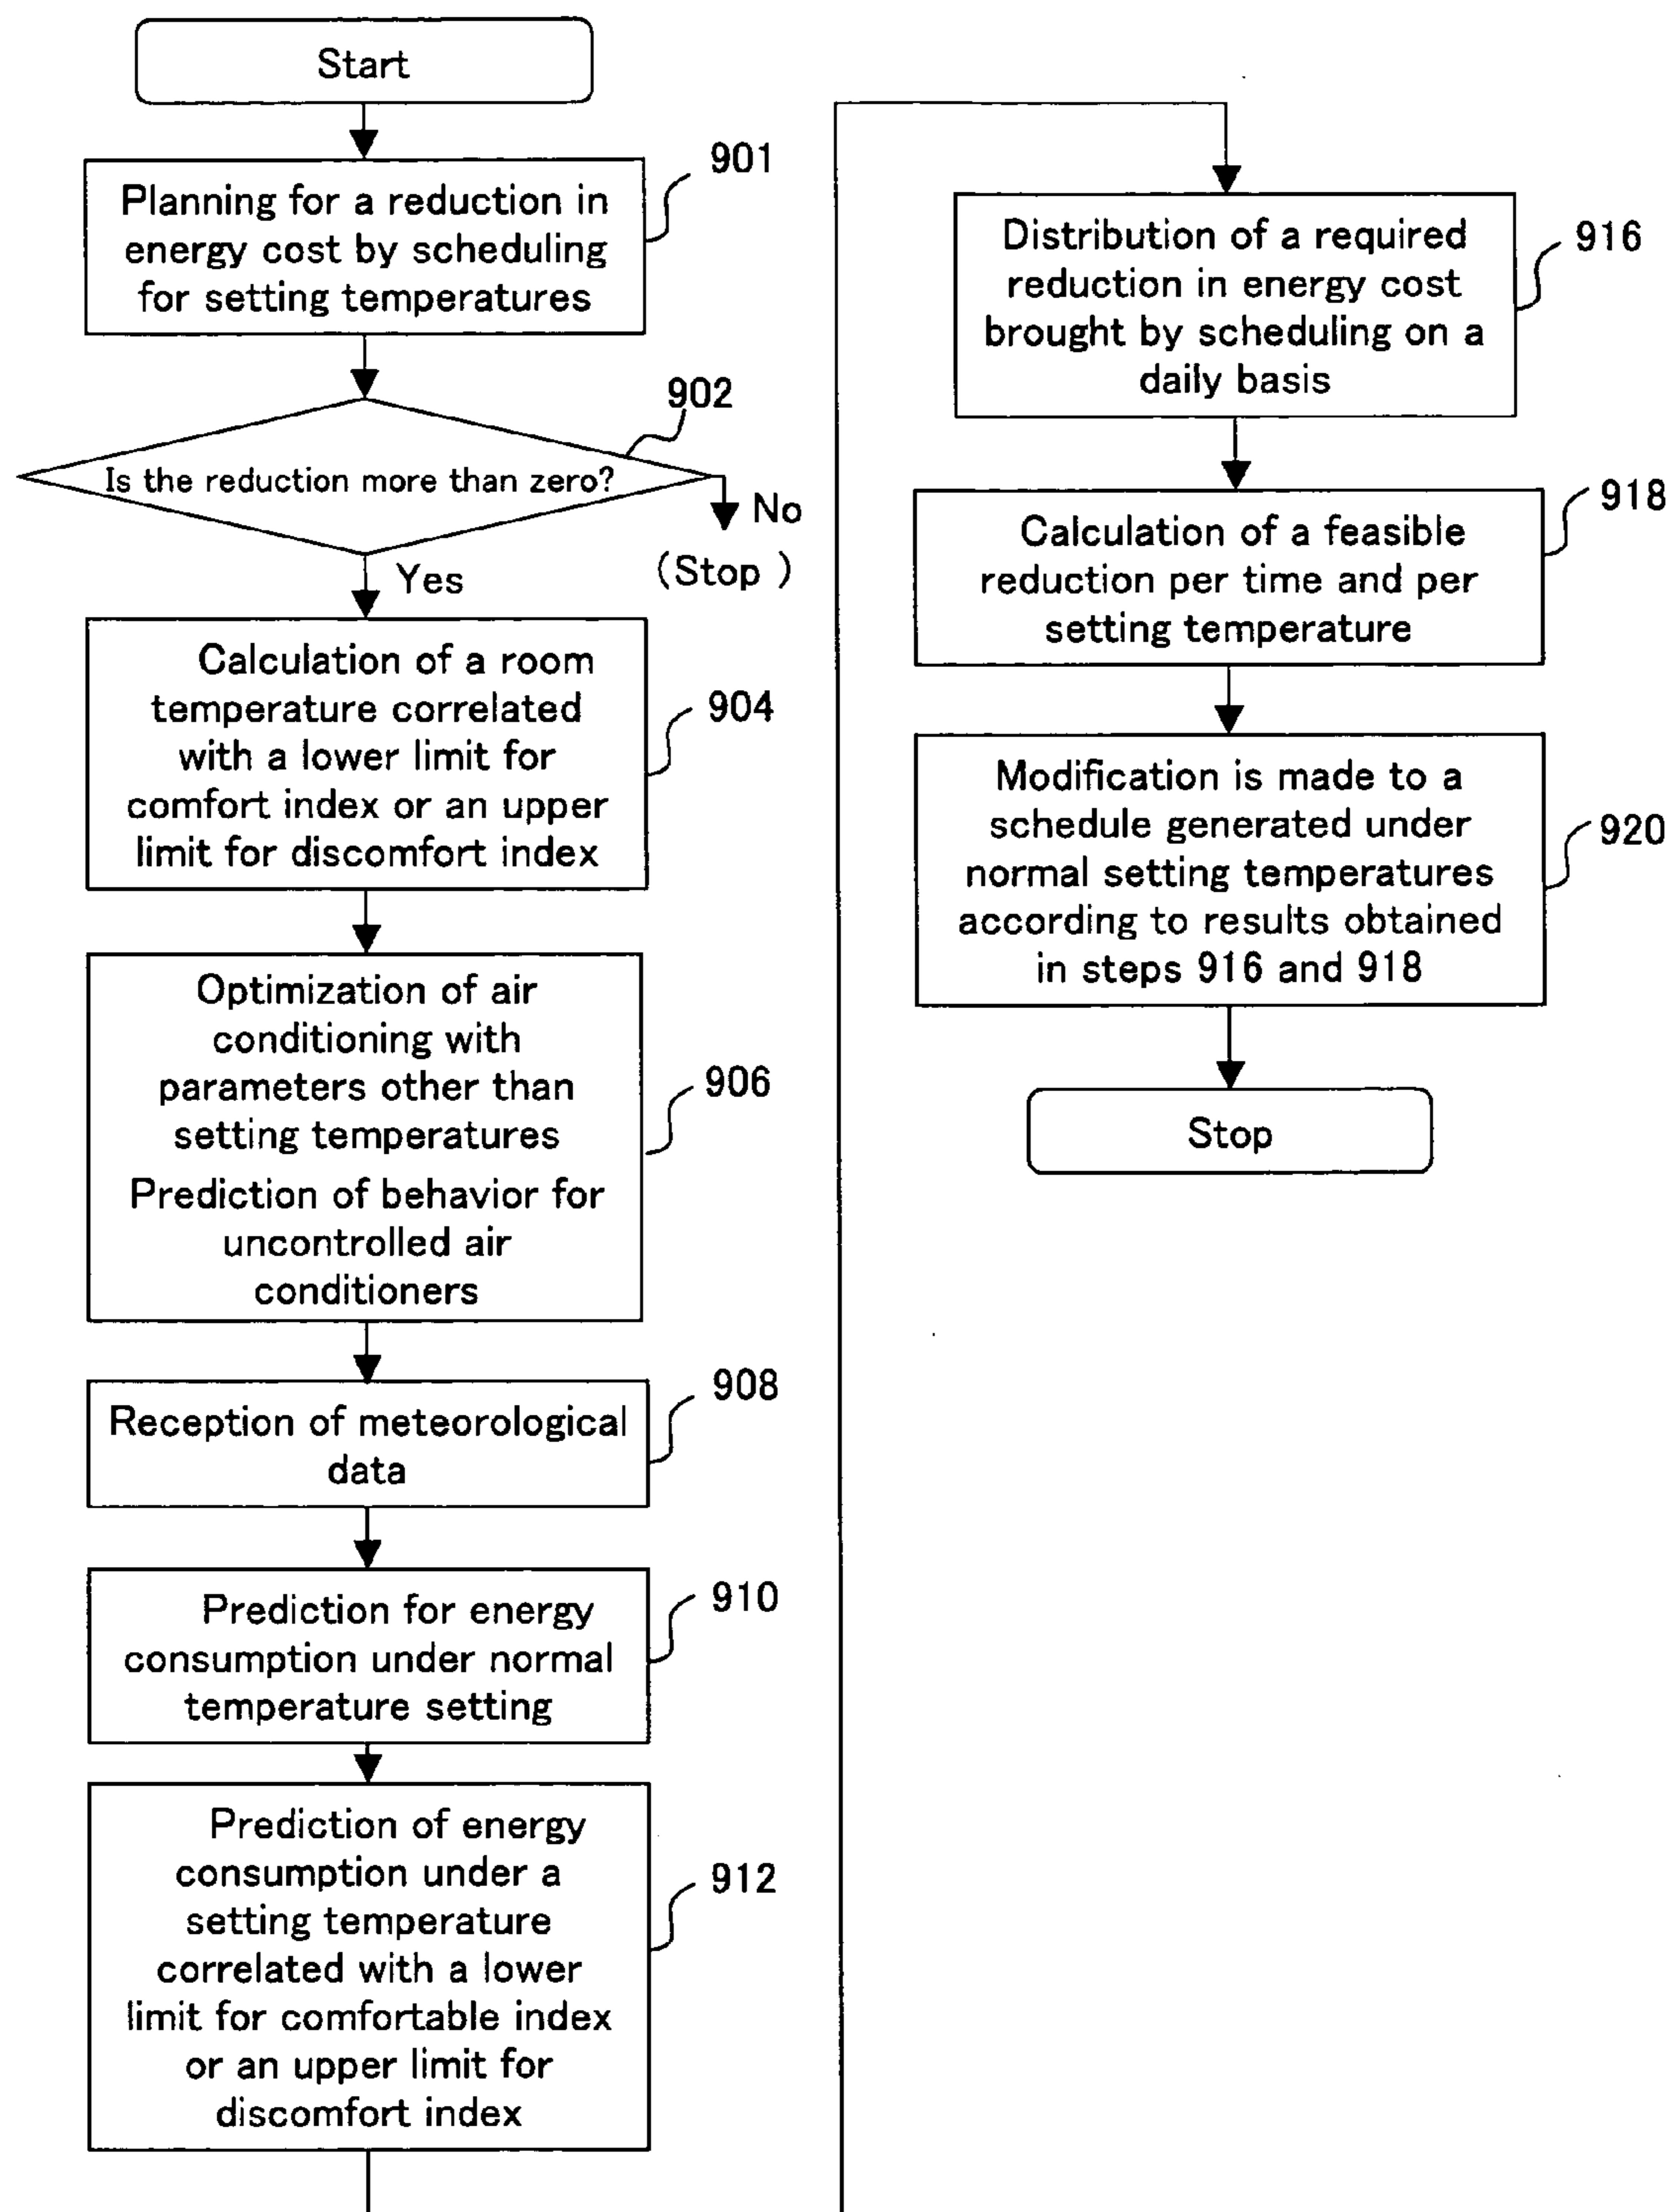 Start
901
Planning for a reduction in
energy cost by scheduling
for setting temperatures
902
Is the reduction more than zero?
No
(Stop )
Yes
Calculation of a room
temperature correlated
with a lower limit for
comfort index or an upper
limit for discomfort index
904
Optimization of air
conditioning with
parameters other than
setting temperatures
Prediction of behavior for
uncontrolled air
conditioners
906
908
Reception of meteorological
data
910
Prediction for energy
consumption under normal
temperature setting
Prediction of energy
consumption under a
setting temperature
correlated with a lower
limit for comfortable index
or an upper limit for
discomfort index
912
Distribution of a required
reduction in energy cost
brought by scheduling on a
daily basis
916
918
Calculation of a feasible
reduction per time and per
setting temperature
Modification is made to a
schedule generated under
normal setting temperatures
according to results obtained
in steps 916 and 918
920
Stop